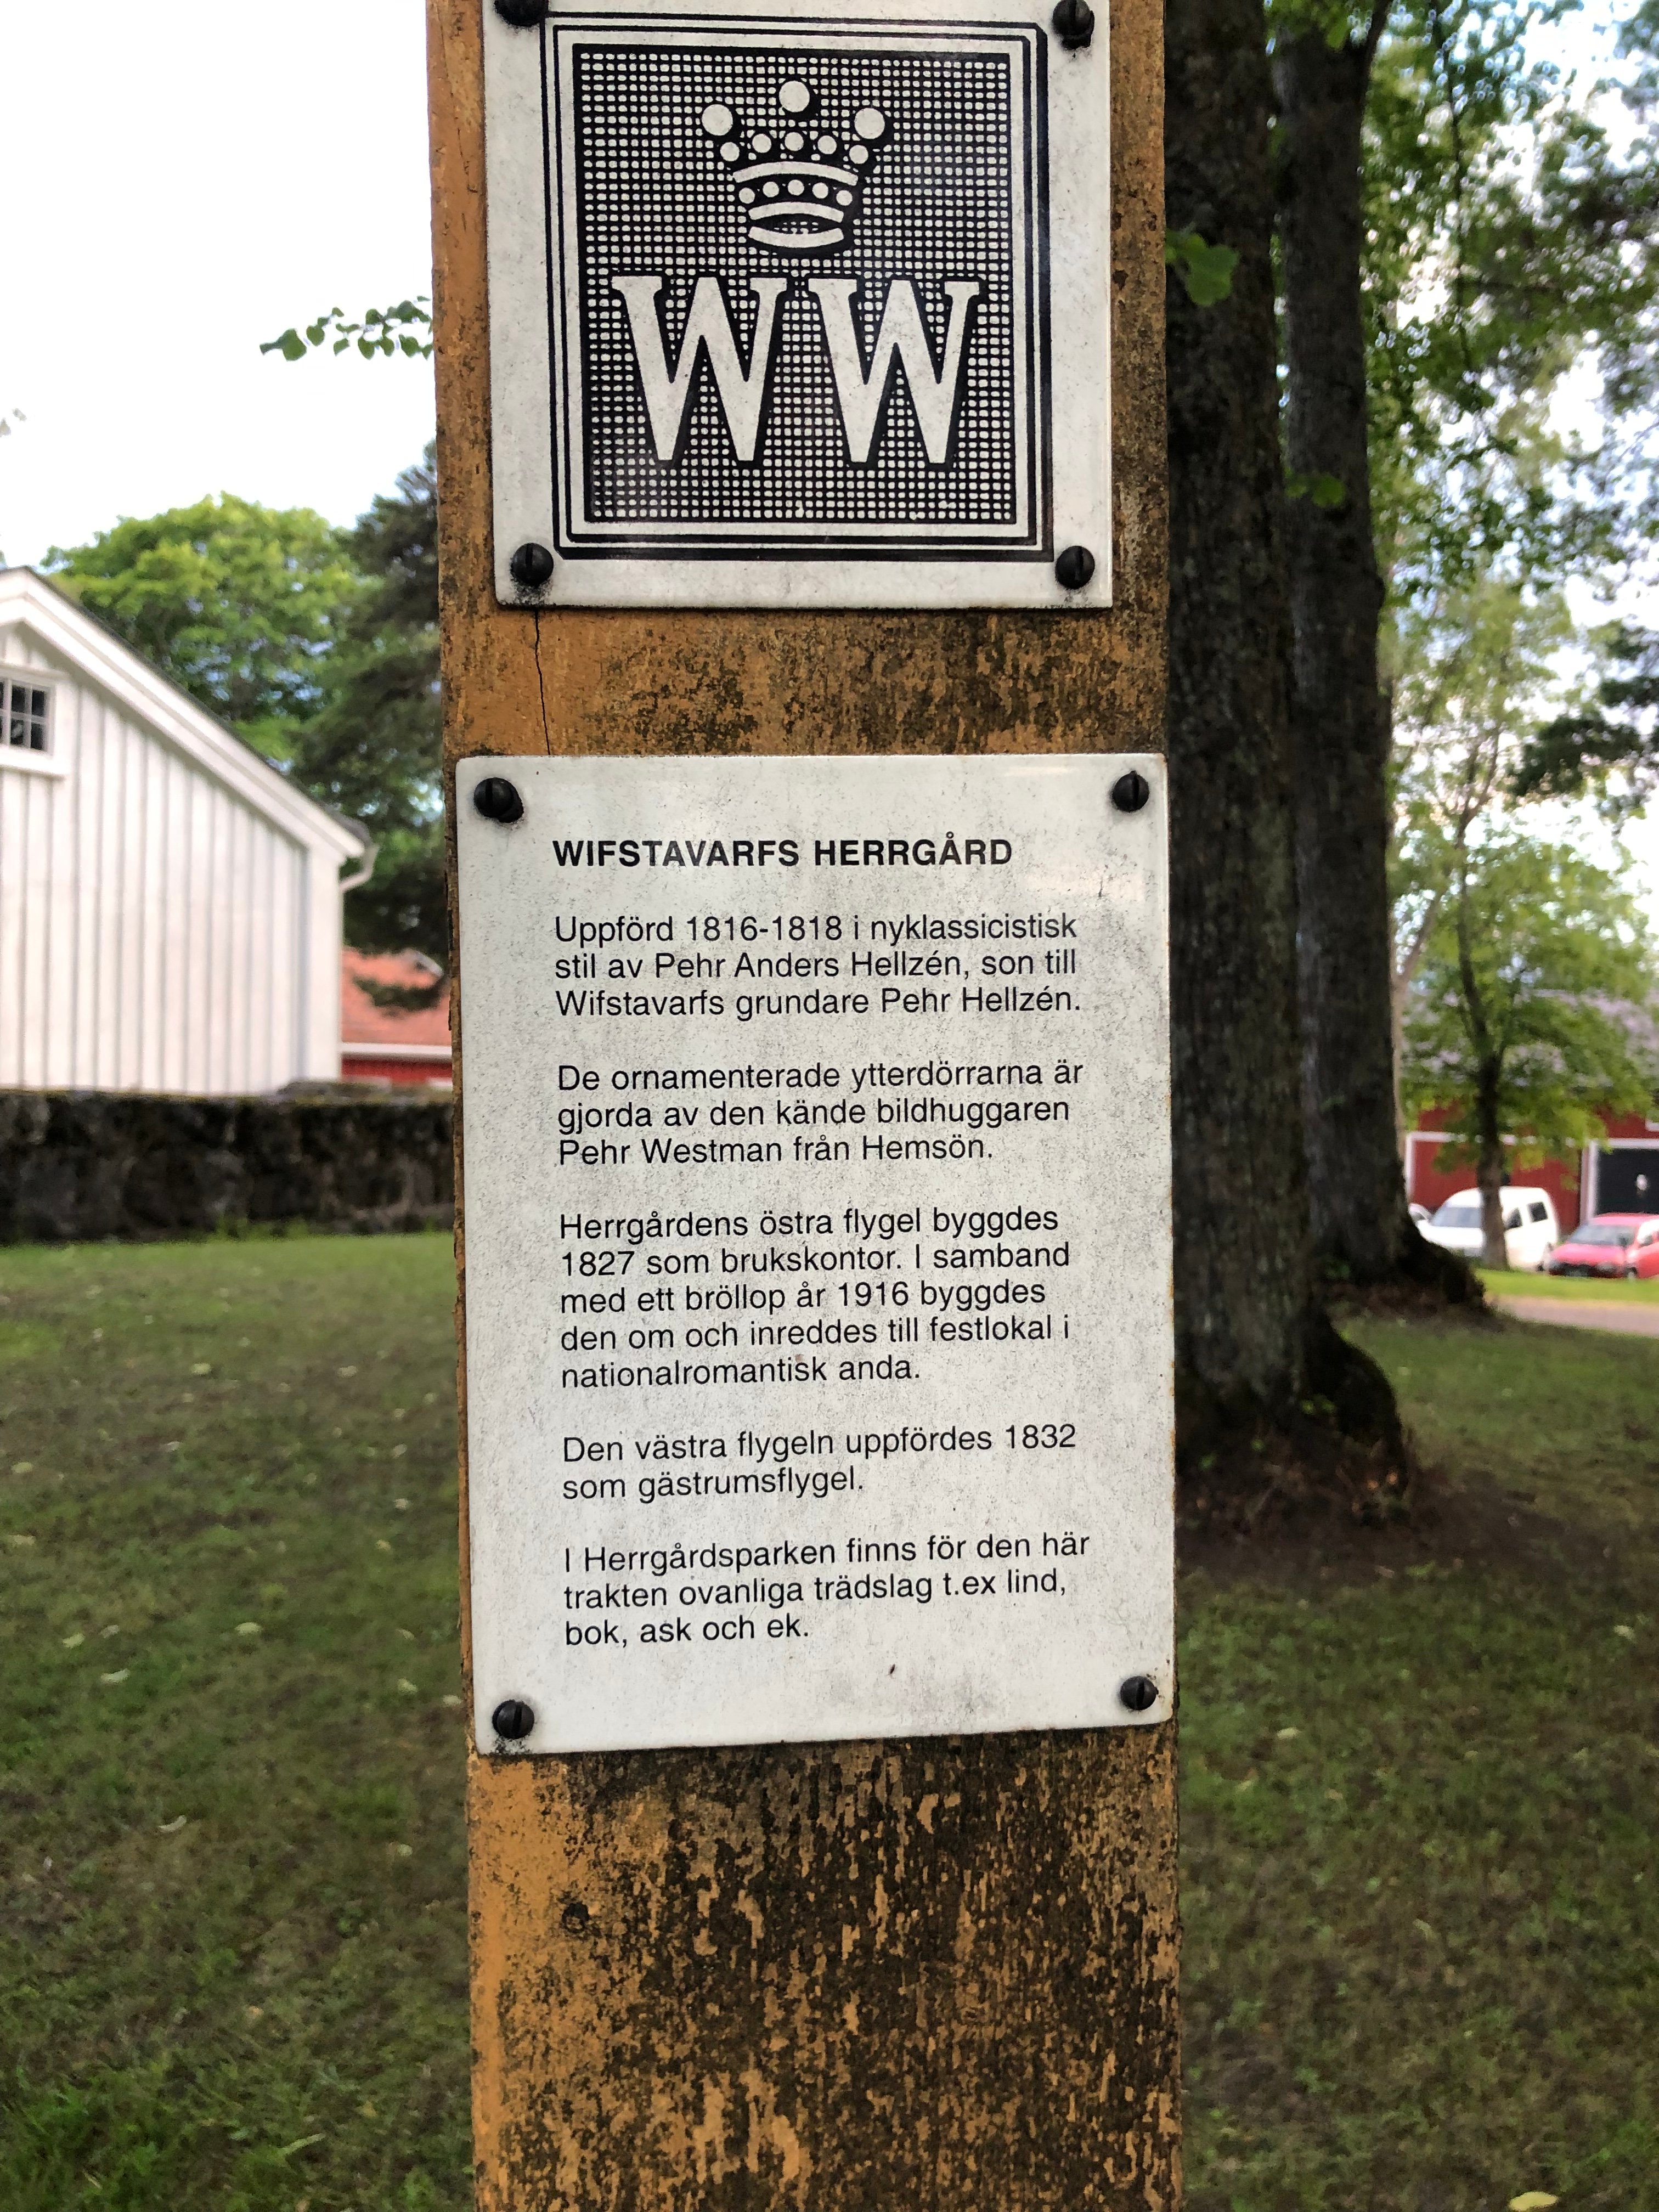 WW
WIFSTAVARFS HERRGÅRD
Uppförd 1816-1818 i nyklassicistisk
stil av Pehr Anders Hellzén, son till
Wifstavarfs grundare Pehr Hellzén.
De ornamenterade ytterdörrarna är
gjorda av den kände bildhuggaren
Pehr Westman från Hemsön.
Herrgårdens östra flygel byggdes
1827 som brukskontor. I samband
med ett bröllop år 1916 byggdes
den om och inreddes till festlokal i
nationalromantisk anda.
Den västra flygeln uppfördes 1832
som gästrumsflygel.
I Herrgårdsparken finns för den här
trakten ovanliga trädslag t.ex lind,
bok, ask och ek.